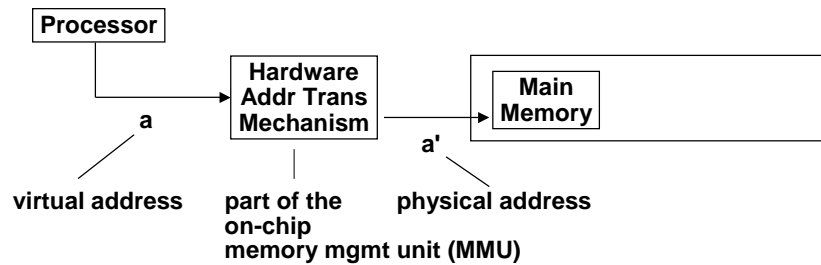 Processor
Hardware
Addr Trans
Mechanism
Main
Memory
a
a'
virtual address
part of the
on-chip
memory mgmt unit (MMU)
physical address